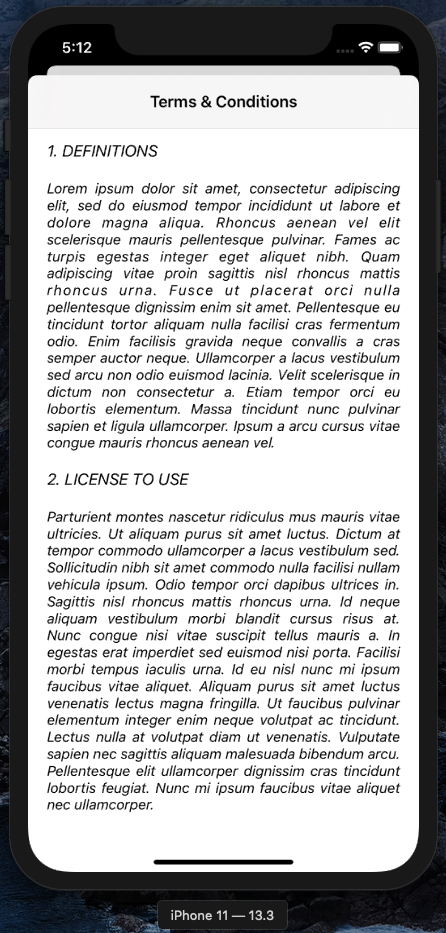 5:12
Terms & Conditions
1. DEFINITIONS
Lorem ipsum dolor sit amet, consectetur adipiscing
elit, sed do eiusmod tempor incididunt ut labore et
dolore magna aliqua. Rhoncus aenean vel elit
scelerisque mauris pellentesque pulvinar. Fames ac
turpis egestas integer eget aliquet nibh. Quam
adipiscing vitae proin sagittis nisl rhoncus mattis
rhoncus urna. Fusce ut placerat orci nulla
pellentesque dignissim enim sit amet. Pellentesque eu
tincidunt tortor aliquam nulla facilisi cras fermentum
odio. Enim facilisis gravida neque convallis a cras
semper auctor neque. Ullamcorper a lacus vestibulum
sed arcu non odio euismod lacinia. Velit scelerisque in
dictum non consectetur a. Etiam tempor orci eu
lobortis elementum. Massa tincidunt nunc pulvinar
sapien et ligula ullamcorper. Ipsum a arcu cursus vitae
congue mauris rhoncus aenean vel.
2. LICENSE TO USE
Parturient montes nascetur ridiculus mus mauris vitae
ultricies. Ut aliquam purus sit amet luctus. Dictum at
tempor commodo ullamcorper a lacus vestibulum sed.
Sollicitudin nibh sit amet commodo nulla facilisi nullam
vehicula ipsum. Odio tempor orci dapibus ultrices in.
Sagittis nisl rhoncus mattis rhoncus urna. Id neque
aliquam vestibulum morbi blandit cursus risus at.
Nunc congue nisi vitae suscipit tellus mauris a. In
egestas erat imperdiet sed euismod nisi porta. Facilisi
morbi tempus iaculis urna. Id eu nisl nunc mi ipsum
faucibus vitae aliquet. Aliquam purus sit amet luctus
venenatis lectus magna fringilla. Ut faucibus pulvinar
elementum integer enim neque volutpat ac tincidunt.
Lectus nulla at volutpat diam ut venenatis. Vulputate
sapien nec sagittis aliquam malesuada bibendum arcu.
Pellentesque elit ullamcorper dignissim cras tincidunt
lobortis feugiat. Nunc mi ipsum faucibus vitae aliquet
nec ullamcorper.
iPhone 11 — 13.3